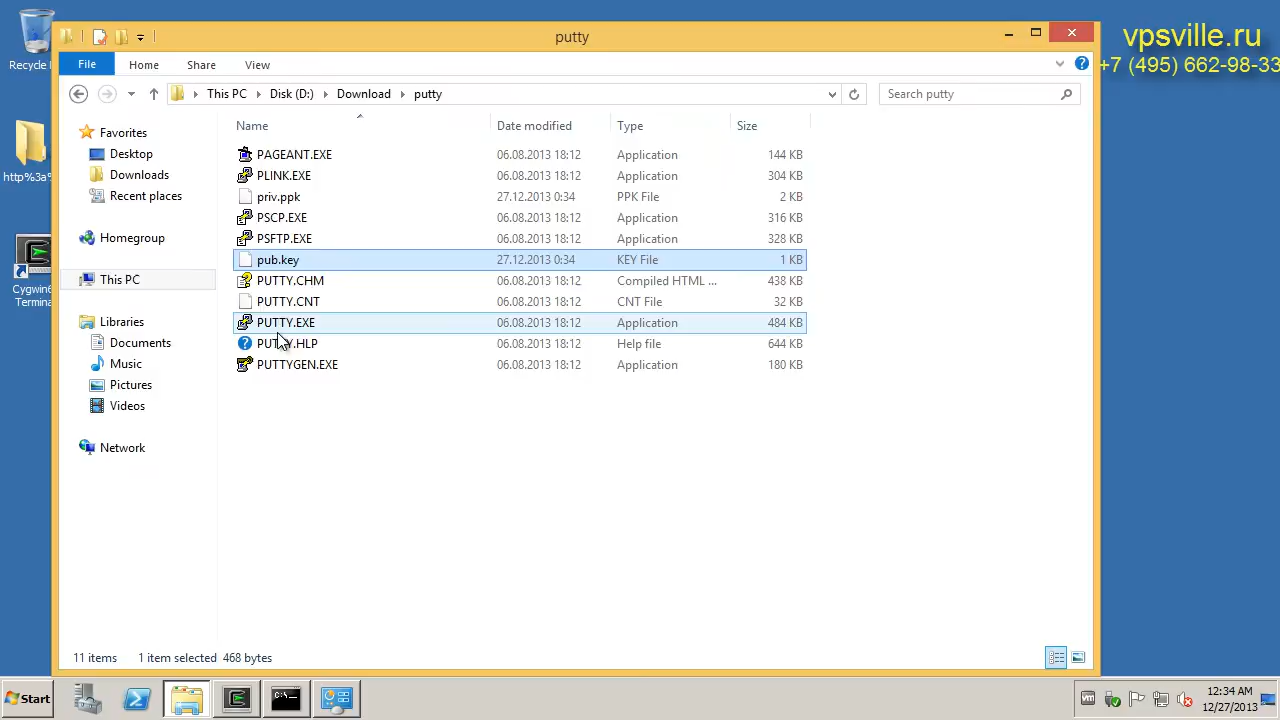 putty
vpsville.ru
+7 (495) 662-98-33
Recycle
File Home Share View
This PC Disk (D:) Download putty
Search putty
Name Date modified Type Size
http%3a%
Cygwin6
Termina
Favorites
Desktop
Downloads
Recent places
Homegroup
This PC
Libraries
Documents
Music
Pictures
Videos
Network
PAGEANT.EXE 06.08.2013 18:12 Application 144 KB
PLINK.EXE 06.08.2013 18:12 Application 304 KB
priv.ppk 27.12.2013 0:34 PPK File 2 KB
PSCP.EXE 06.08.2013 18:12 Application 316 KB
PSFTP.EXE 06.08.2013 18:12 Application 328 KB
pub.key 27.12.2013 0:34 KEY File 1 KB
PUTTY.CHM 06.08.2013 18:12 Compiled HTML ... 438 KB
PUTTY.CNT 06.08.2013 18:12 CNT File 32 KB
PUTTY.EXE 06.08.2013 18:12 Application 484 KB
PUTTY.HLP 06.08.2013 18:12 Help file 644 KB
PUTTYGEN.EXE 06.08.2013 18:12 Application 180 KB
11 items 1 item selected 468 bytes
Start
12:34 AM
12/27/2013